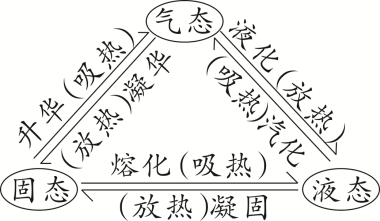 气态
升华(吸热)
(放热)凝华
液化(放热)
(吸热)汽化
固态
熔化(吸热)
(放热)凝固
液态